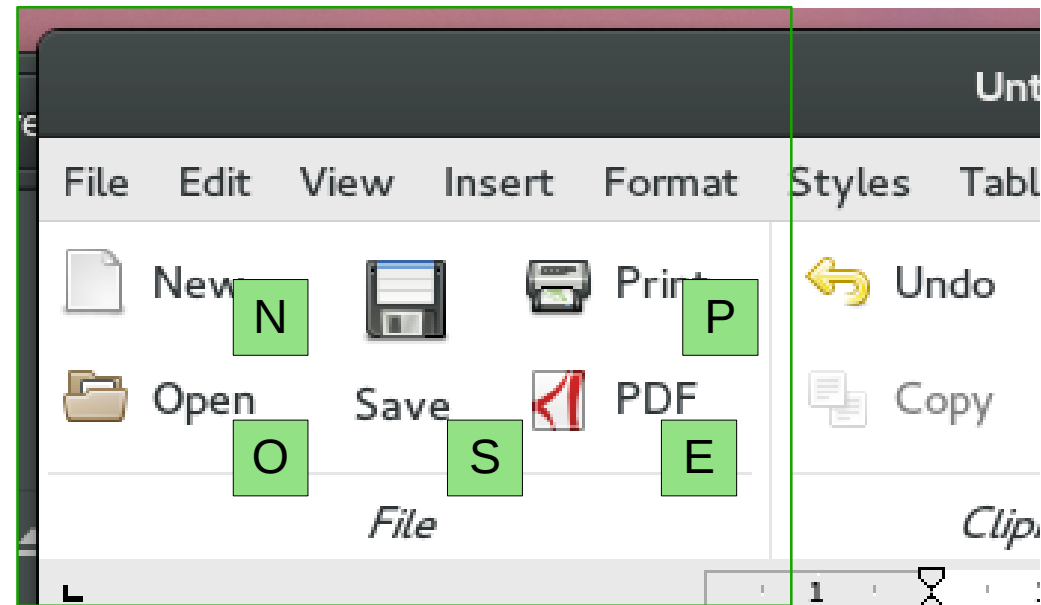 Unt
File Edit View Insert Format Styles Tabl
New N Print P Undo
Open O Save S PDF E Copy
File Clip
1